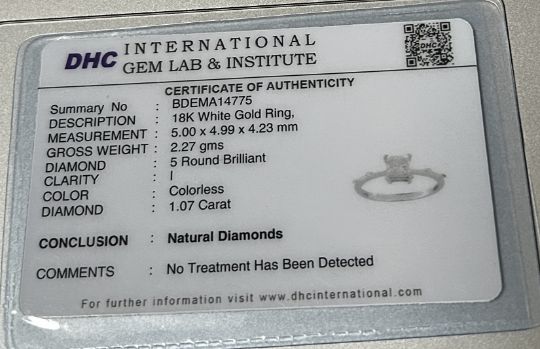 DHC INTERNATIONAL
GEM LAB & INSTITUTE
DHC
CERTIFICATE OF AUTHENTICITY
Summary No : BDEMA14775
DESCRIPTION : 18K White Gold Ring,
MEASUREMENT : 5.00 x 4.99 x 4.23 mm
GROSS WEIGHT : 2.27 gms
DIAMOND : 5 Round Brilliant
CLARITY : I
COLOR : Colorless
DIAMOND : 1.07 Carat
CONCLUSION : Natural Diamonds
COMMENTS : No Treatment Has Been Detected
For further information visit www.dhcinternational.com